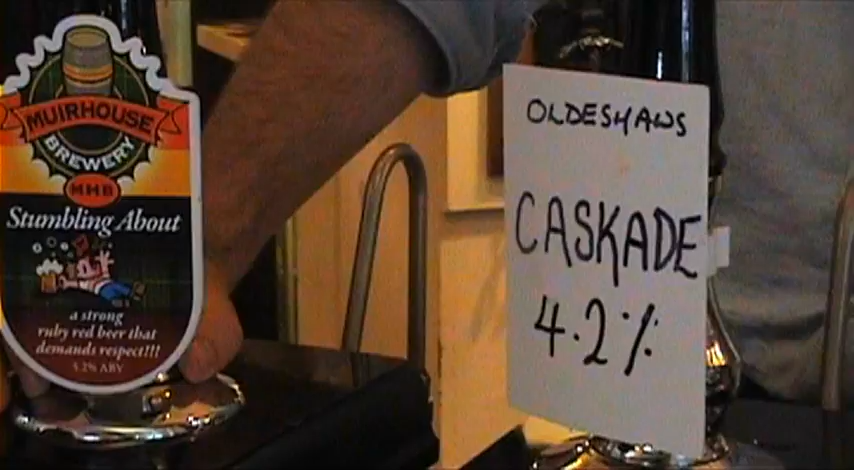 MUIRHOUSE
BREWERY
MHB
Stumbling About
a strong
ruby red beer that
demands respect!!!
5.2% ABV
OLDESHAWS
CASKADE
4.2%